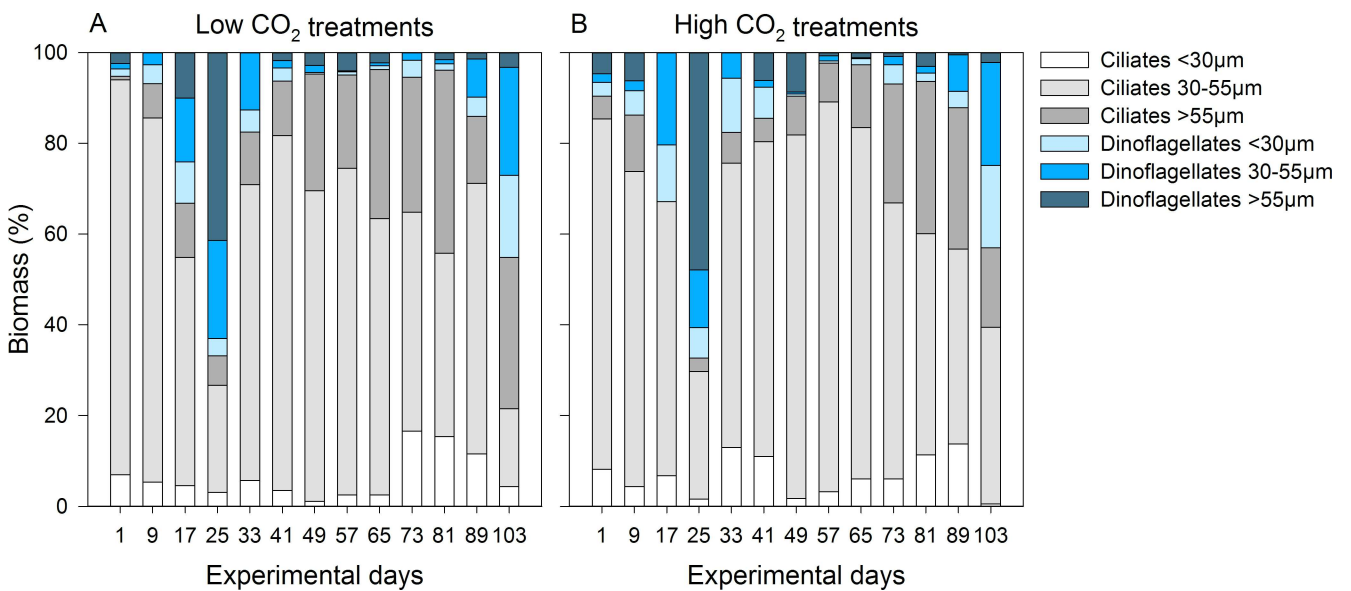 A
Low CO2 treatments
B
High CO2 treatments
Biomass (%)
100
80
60
40
20
0
1 9 17 25 33 41 49 57 65 73 81 89 103
1 9 17 25 33 41 49 57 65 73 81 89 103
Experimental days
Experimental days
Ciliates <30µm
Ciliates 30-55µm
Ciliates >55µm
Dinoflagellates <30µm
Dinoflagellates 30-55µm
Dinoflagellates >55µm